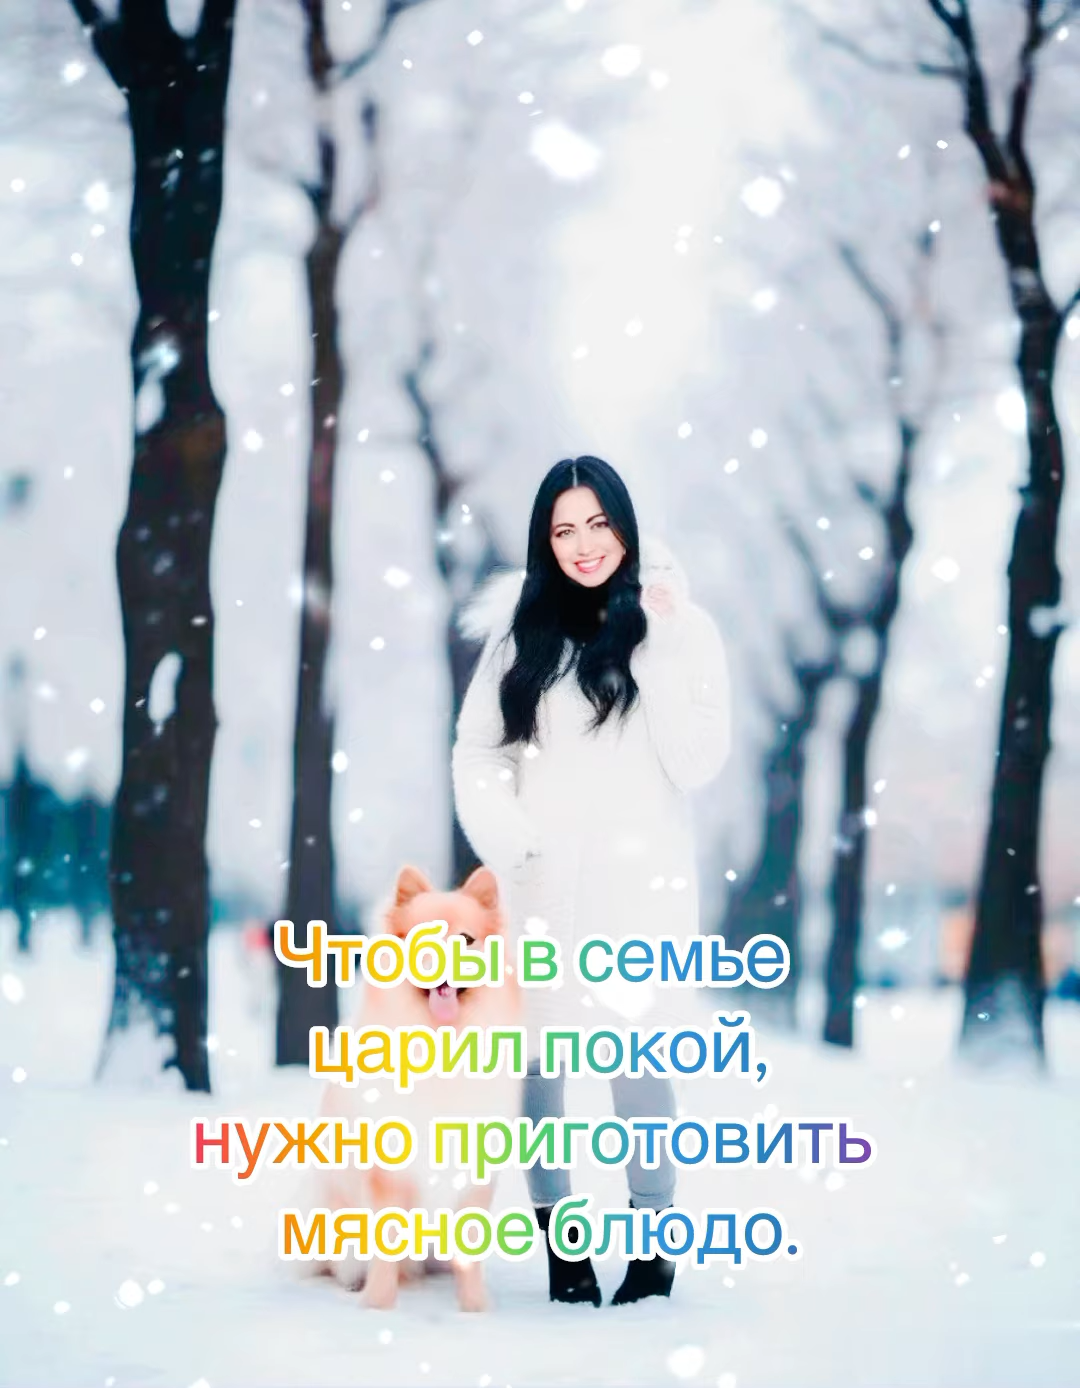 Чтобы в семье
царил покой,
нужно приготовить
мясное блюдо.